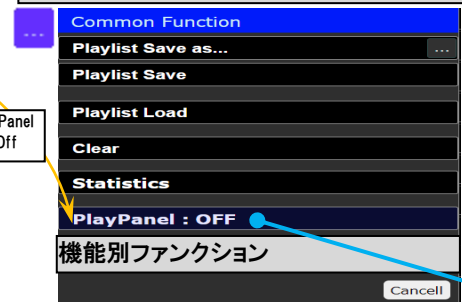 ...
Common Function
Playlist Save as...
...
Playlist Save
Playlist Load
Panel
Off
Clear
Statistics
PlayPanel : OFF
機能別ファンクション
Cancell